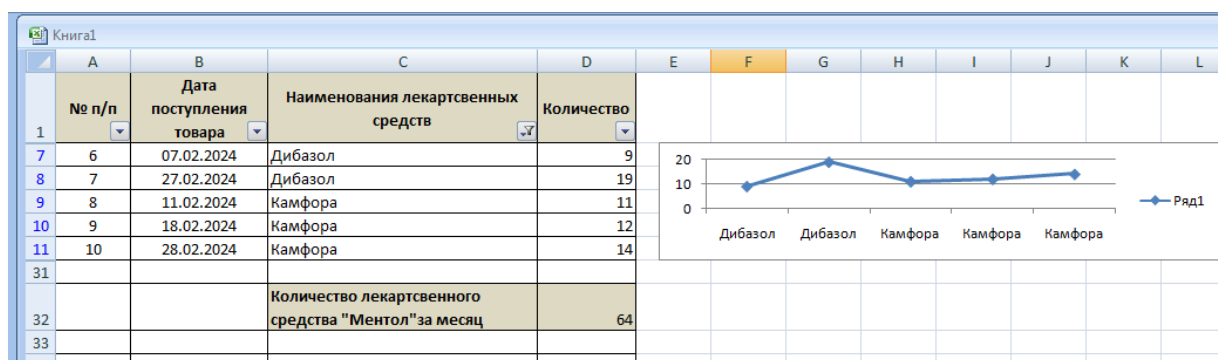 Книга1
A B C D E F G H I J K L
1 № п/п Дата поступления товара Наименования лекартсвенных средств Количество
7 6 07.02.2024 Дибазол 9
8 7 27.02.2024 Дибазол 19
9 8 11.02.2024 Камфора 11
10 9 18.02.2024 Камфора 12
11 10 28.02.2024 Камфора 14
31
32 Количество лекартсвенного средства "Ментол"за месяц 64
33
20
10
0
Дибазол Дибазол Камфора Камфора Камфора
Ряд1